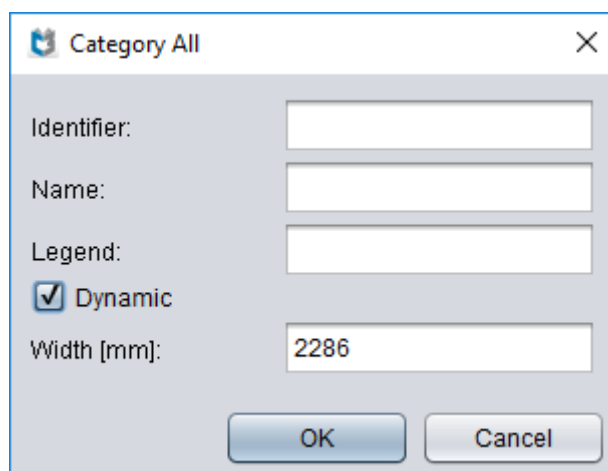 Category All
Identifier:
Name:
Legend:
Dynamic
Width [mm]: 2286
OK Cancel